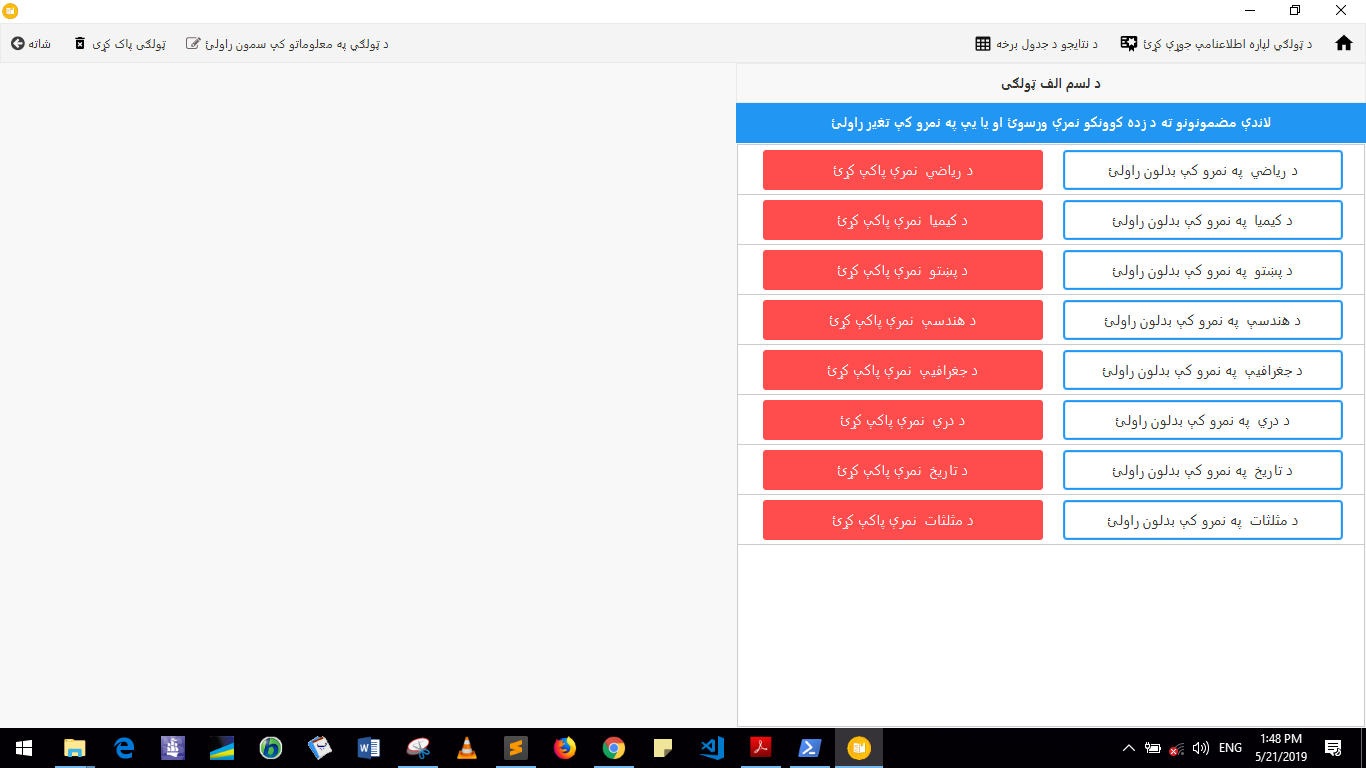 د ټولګي لپاره اطلاعنامې جوړې کړئ
د نتایجو د جدول برخه
د ټولګي په معلوماتو کې سمون راولئ
ټولګی پاک کړی
شاته
د لسم الف ټولګی
لاندې مضمونونو ته د زده کوونکو نمرې ورسوئ او یا یې په نمرو کې تغیر راولئ
د ریاضي په نمرو کې بدلون راولئ
د ریاضي نمرې پاکې کړئ
د کیمیا په نمرو کې بدلون راولئ
د کیمیا نمرې پاکې کړئ
د پښتو په نمرو کې بدلون راولئ
د پښتو نمرې پاکې کړئ
د هندسې په نمرو کې بدلون راولئ
د هندسې نمرې پاکې کړئ
د جغرافیې په نمرو کې بدلون راولئ
د جغرافیې نمرې پاکې کړئ
د دري په نمرو کې بدلون راولئ
د دري نمرې پاکې کړئ
د تاریخ په نمرو کې بدلون راولئ
د تاریخ نمرې پاکې کړئ
د مثلثات په نمرو کې بدلون راولئ
د مثلثات نمرې پاکې کړئ
ENG
1:48 PM
5/21/2019